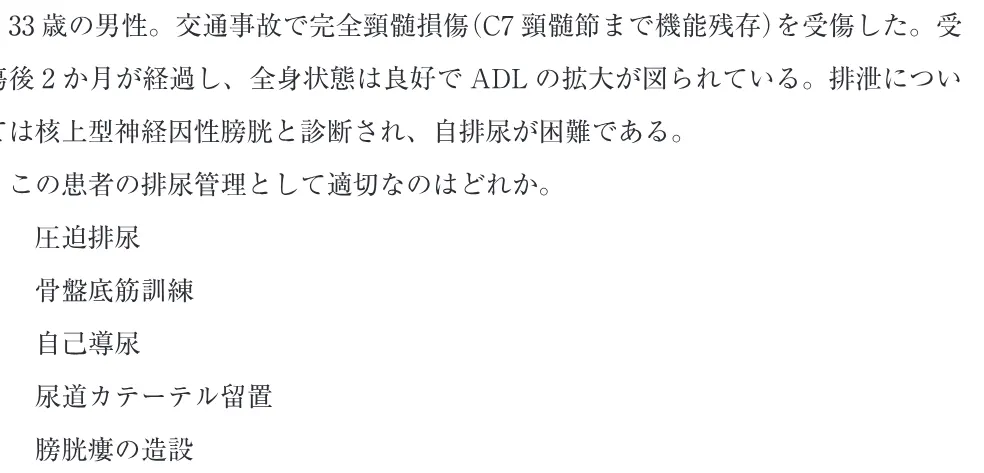 33 歳の男性。交通事故で完全頸髄損傷(C7 頸髄節まで機能残存)を受傷した。受
傷後 2 か月が経過し、全身状態は良好で ADL の拡大が図られている。排泄につい
ては核上型神経因性膀胱と診断され、自排尿が困難である。
この患者の排尿管理として適切なのはどれか。
圧迫排尿
骨盤底筋訓練
自己導尿
尿道カテーテル留置
膀胱瘻の造設